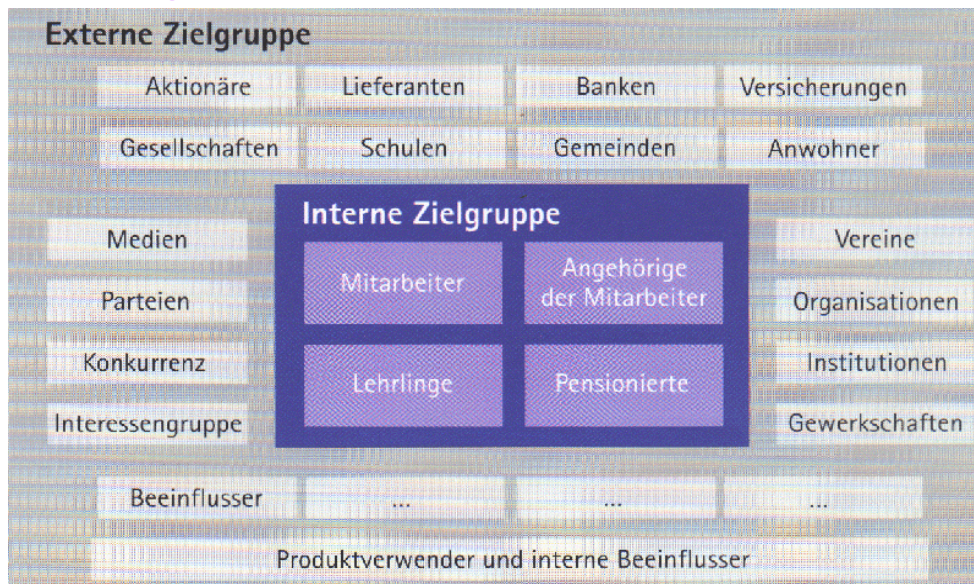 Externe Zielgruppe
Aktionäre Lieferanten Banken Versicherungen
Gesellschaften Schulen Gemeinden Anwohner
Interne Zielgruppe
Medien
Parteien
Konkurrenz
Interessengruppe
Mitarbeiter
Angehörige
der Mitarbeiter
Lehrlinge
Pensionierte
Vereine
Organisationen
Institutionen
Gewerkschaften
Beeinflusser ... ... ...
Produktverwender und interne Beeinflusser